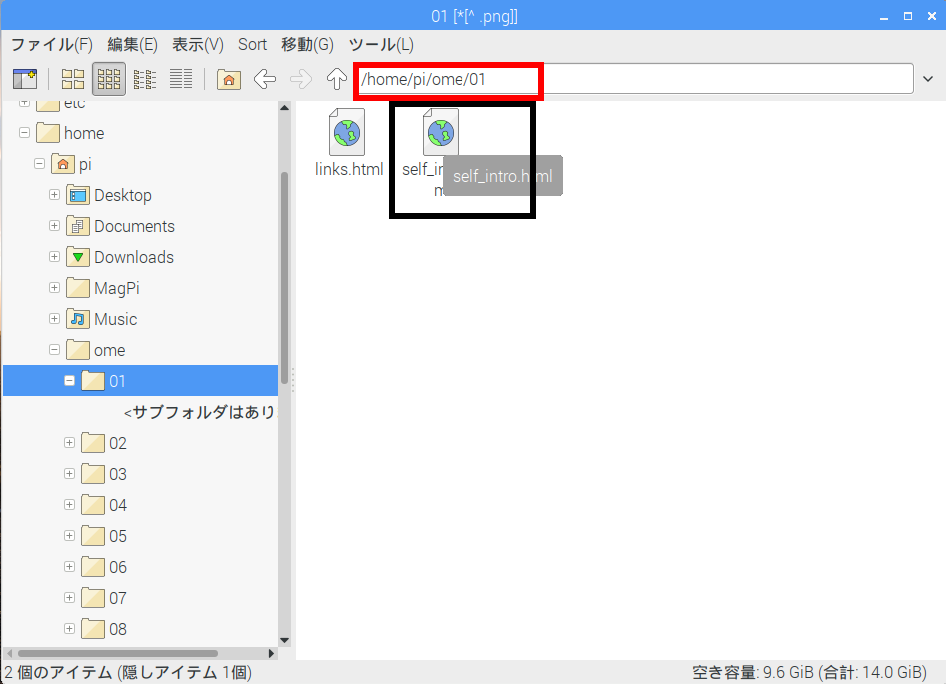 01 [*[^ .png]]
ファイル(F) 編集(E) 表示(V) Sort 移動(G) ツール(L)
/home/pi/ome/01
etc
home
pi
Desktop
Documents
Downloads
MagPi
Music
ome
01
<サブフォルダはあり
02
03
04
05
06
07
08
links.html
self_in
m
self_intro.html
2 個のアイテム (隠しアイテム 1個)
空き容量: 9.6 GiB (合計: 14.0 GiB)